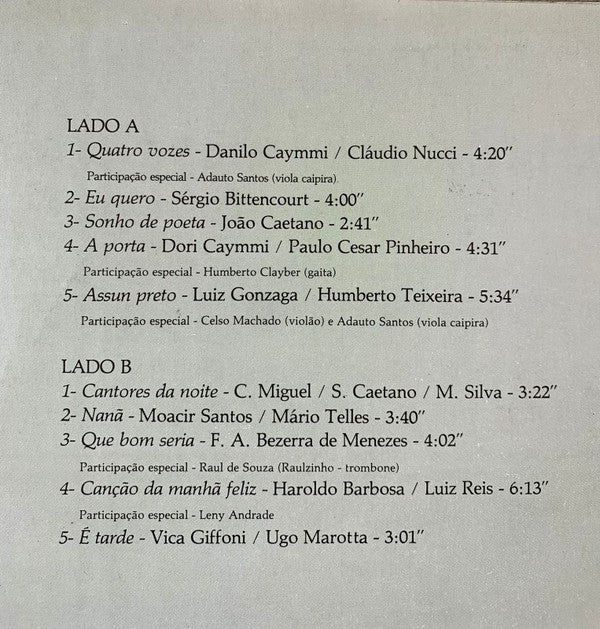 LADO A
1- Quatro vozes - Danilo Caymmi / Cláudio Nucci - 4:20"
Participação especial - Adauto Santos (viola caipira).
2- Eu quero - Sérgio Bittencourt - 4:00"
3- Sonho de poeta - João Caetano - 2:41"
4- A porta - Dori Caymmi / Paulo Cesar Pinheiro - 4:31"
Participação especial - Humberto Clayber (gaita)
5- Assun preto - Luiz Gonzaga / Humberto Teixeira - 5:34"
Participação especial - Celso Machado (violão) e Adauto Santos (viola caipira)
LADO B
1- Cantores da noite - C. Miguel / S. Caetano / M. Silva - 3:22"
2- Nanã - Moacir Santos / Mário Telles - 3:40"
3- Que bom seria - F. A. Bezerra de Menezes - 4:02"
Participação especial - Raul de Souza (Raulzinho - trombone)
4- Canção da manhã feliz - Haroldo Barbosa / Luiz Reis - 6:13"
Participação especial - Leny Andrade
5- É tarde - Vica Giffoni / Ugo Marotta - 3:01"